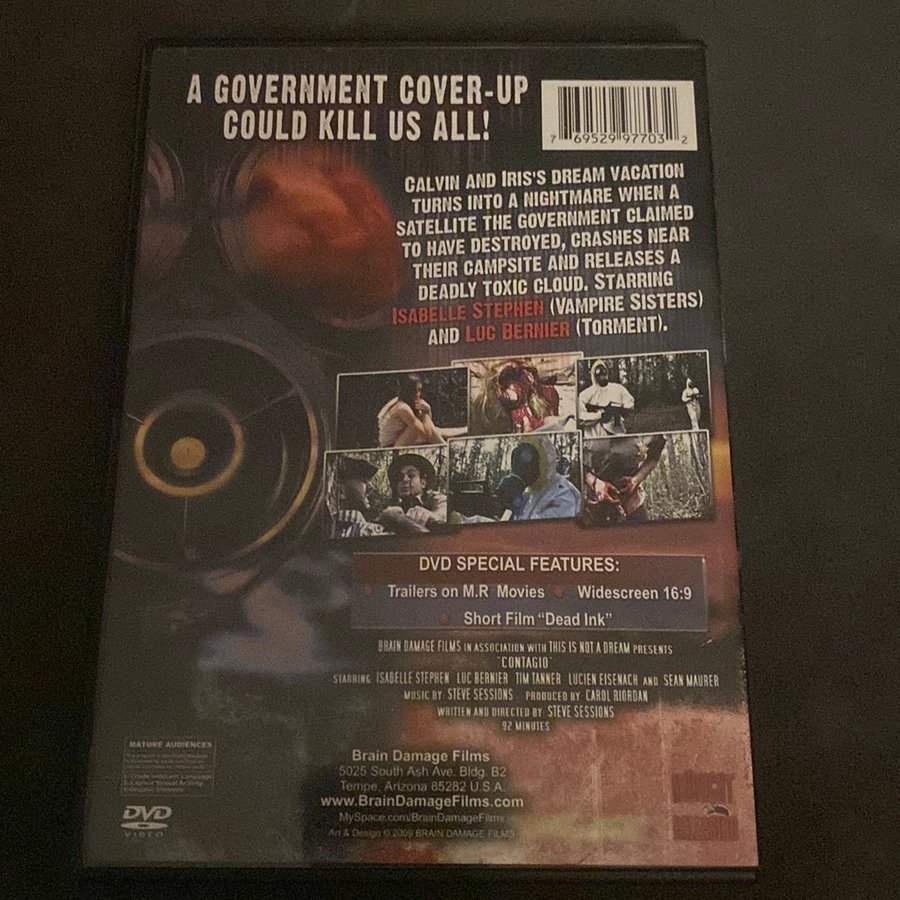 A GOVERNMENT COVER-UP
COULD KILL US ALL!
7 69529 97703 2
CALVIN AND IRIS'S DREAM VACATION
TURNS INTO A NIGHTMARE WHEN A
SATELLITE THE GOVERNMENT CLAIMED
TO HAVE DESTROYED, CRASHES NEAR
THEIR CAMPSITE AND RELEASES A
DEADLY TOXIC CLOUD. STARRING
ISABELLE STEPHEN (VAMPIRE SISTERS)
AND LUC BERNIER (TORMENT).
DVD SPECIAL FEATURES:
Trailers on M.R Movies • Widescreen 16:9
• Short Film "Dead Ink"
BRAIN DAMAGE FILMS IN ASSOCIATION WITH THIS IS NOT A DREAM PRESENTS
"CONTAGIO"
STARRING ISABELLE STEPHEN LUC BERNIER TIM TANNER LUCIEN EISENACH AND SEAN MAURER
MUSIC BY STEVE SESSIONS PRODUCED BY CAROL RIORDAN
WRITTEN AND DIRECTED BY STEVE SESSIONS
92 MINUTES
MATURE AUDIENCES
Brain Damage Films
5025 South Ash Ave. Bldg. B2
Tempe, Arizona 85282 U.S.A.
www.BrainDamageFilms.com
MySpace.com/BrainDamageFilms
Art & Design © 2009 BRAIN DAMAGE FILMS
DVD
VIDEO